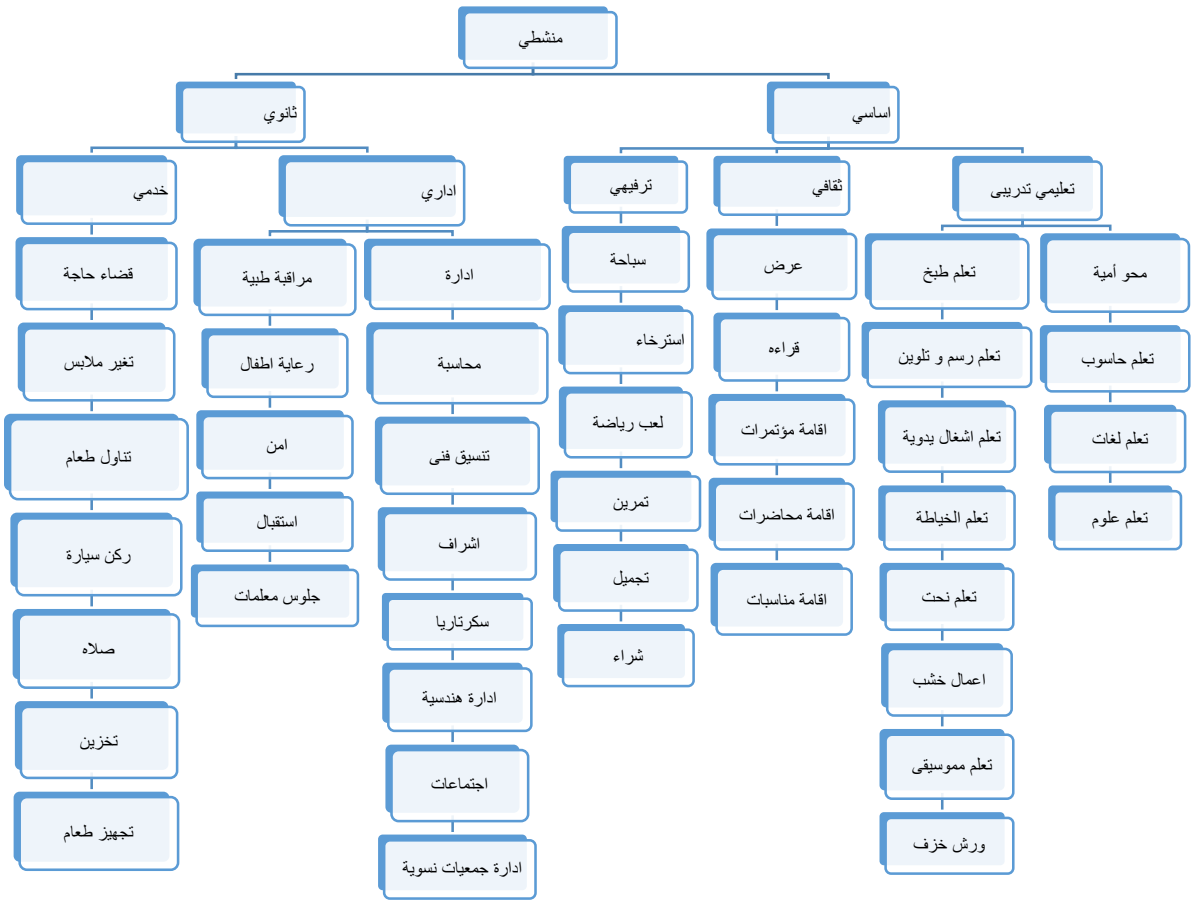 منشطي
اساسي
ثانوي
تعليمي تدريبى
ثقافي
ترفيهي
اداري
خدمي
محو أمية
تعلم حاسوب
تعلم لغات
تعلم علوم
تعلم طبخ
تعلم رسم و تلوين
تعلم اشغال يدوية
تعلم الخياطة
تعلم نحت
اعمال خشب
تعلم مموسيقى
ورش خزف
عرض
قراءه
اقامة مؤتمرات
اقامة محاضرات
اقامة مناسبات
سباحة
استرخاء
لعب رياضة
تمرين
تجميل
شراء
ادارة
محاسبة
تنسيق فنى
اشراف
سكرتاريا
ادارة هندسية
اجتماعات
ادارة جمعيات نسوية
مراقبة طبية
رعاية اطفال
امن
استقبال
جلوس معلمات
قضاء حاجة
تغير ملابس
تناول طعام
ركن سيارة
صلاه
تخزين
تجهيز طعام